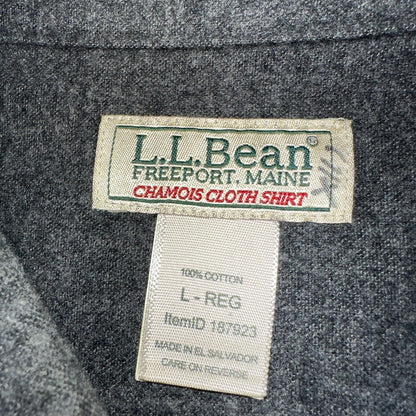 L.L.Bean®
FREEPORT, MAINE
CHAMOIS CLOTH SHIRT
100% COTTON
L - REG
ItemID 187923
MADE IN EL SALVADOR
CARE ON REVERSE